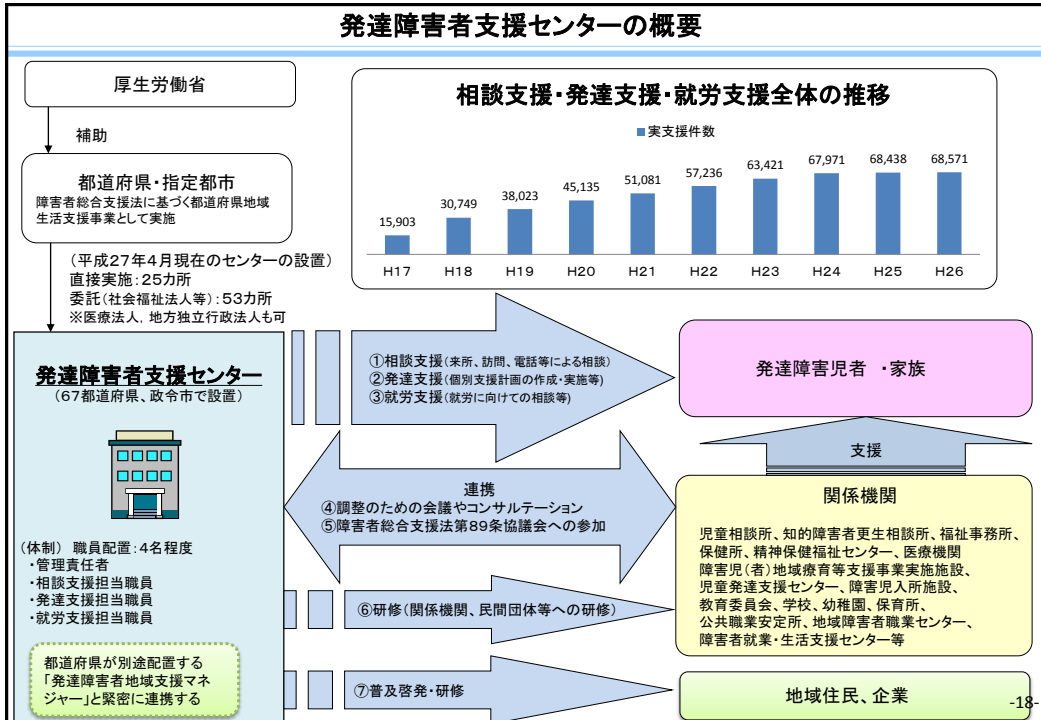 発達障害者支援センターの概要
厚生労働省
補助
都道府県・指定都市
障害者総合支援法に基づく都道府県地域
生活支援事業として実施
(平成27年4月現在のセンターの設置)
直接実施:25カ所
委託(社会福祉法人等):53カ所
※医療法人,地方独立行政法人も可
相談支援・発達支援・就労支援全体の推移
実支援件数
15,903
30,749
38,023
45,135
51,081
57,236
63,421
67,971
68,438
68,571
H17 H18 H19 H20 H21 H22 H23 H24 H25 H26
発達障害者支援センター
(67都道府県、政令市で設置)
(体制) 職員配置:4名程度
・管理責任者
・相談支援担当職員
・発達支援担当職員
・就労支援担当職員
都道府県が別途配置する
「発達障害者地域支援マネ
ジャー」と緊密に連携する
①相談支援(来所、訪問、電話等による相談)
②発達支援(個別支援計画の作成・実施等)
③就労支援(就労に向けての相談等)
発達障害児者 ・家族
支援
連携
④調整のための会議やコンサルテーション
⑤障害者総合支援法第89条協議会への参加
関係機関
児童相談所、知的障害者更生相談所、福祉事務所、
保健所、精神保健福祉センター、医療機関
障害児(者)地域療育等支援事業実施施設、
児童発達支援センター、障害児入所施設、
教育委員会、学校、幼稚園、保育所、
公共職業安定所、地域障害者職業センター、
障害者就業・生活支援センター等
⑥研修(関係機関、民間団体等への研修)
⑦普及啓発・研修
地域住民、企業
-18-